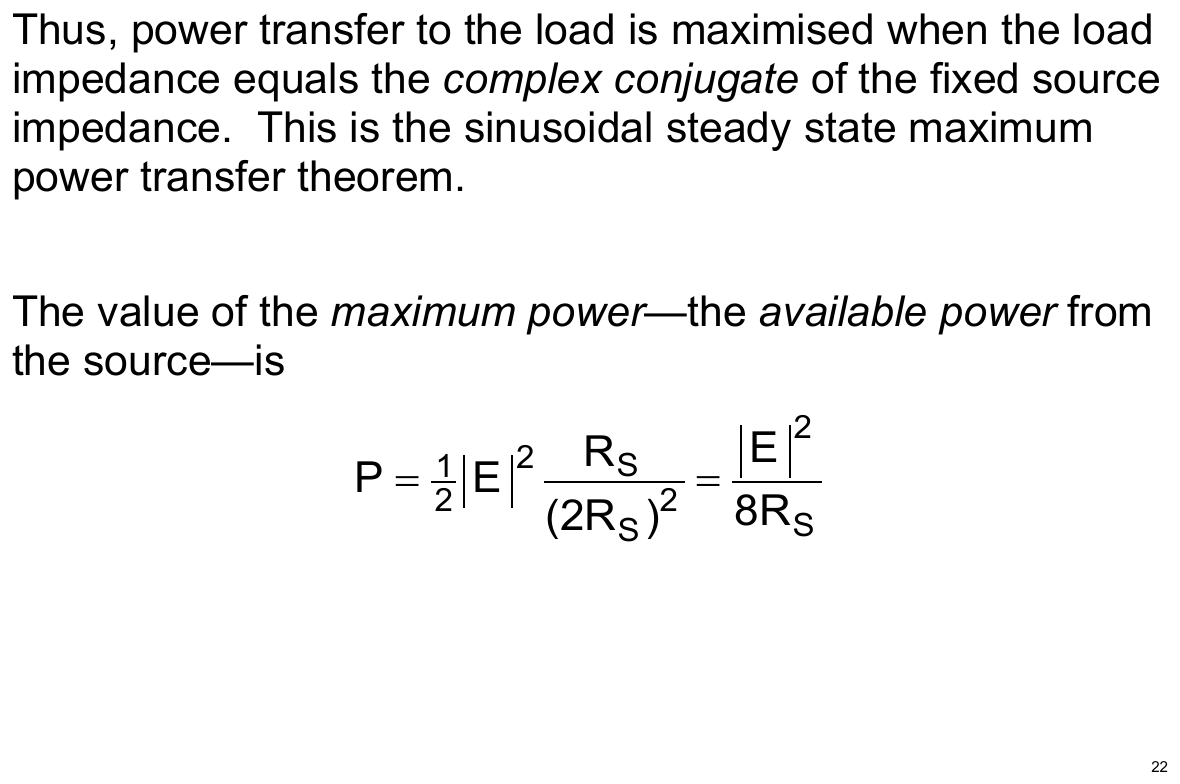 Thus, power transfer to the load is maximised when the load
impedance equals the complex conjugate of the fixed source
impedance.  This is the sinusoidal steady state maximum
power transfer theorem.
The value of the maximum power—the available power from
the source—is
P = ½|E|² R_S / (2R_S)² = |E|² / 8R_S
22